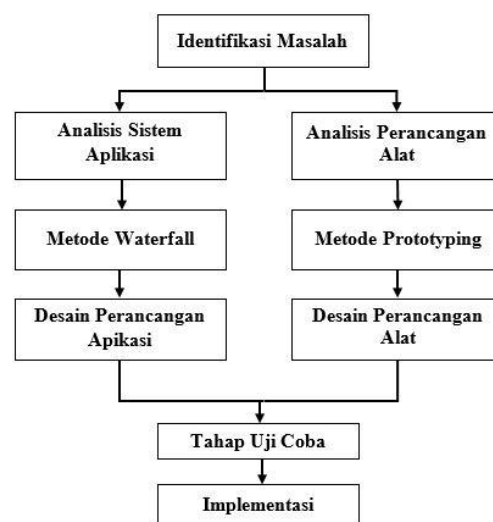 Identifikasi Masalah
Analisis Sistem
Aplikasi
Analisis Perancangan
Alat
Metode Waterfall
Metode Prototyping
Desain Perancangan
Apikasi
Desain Perancangan
Alat
Tahap Uji Coba
Implementasi